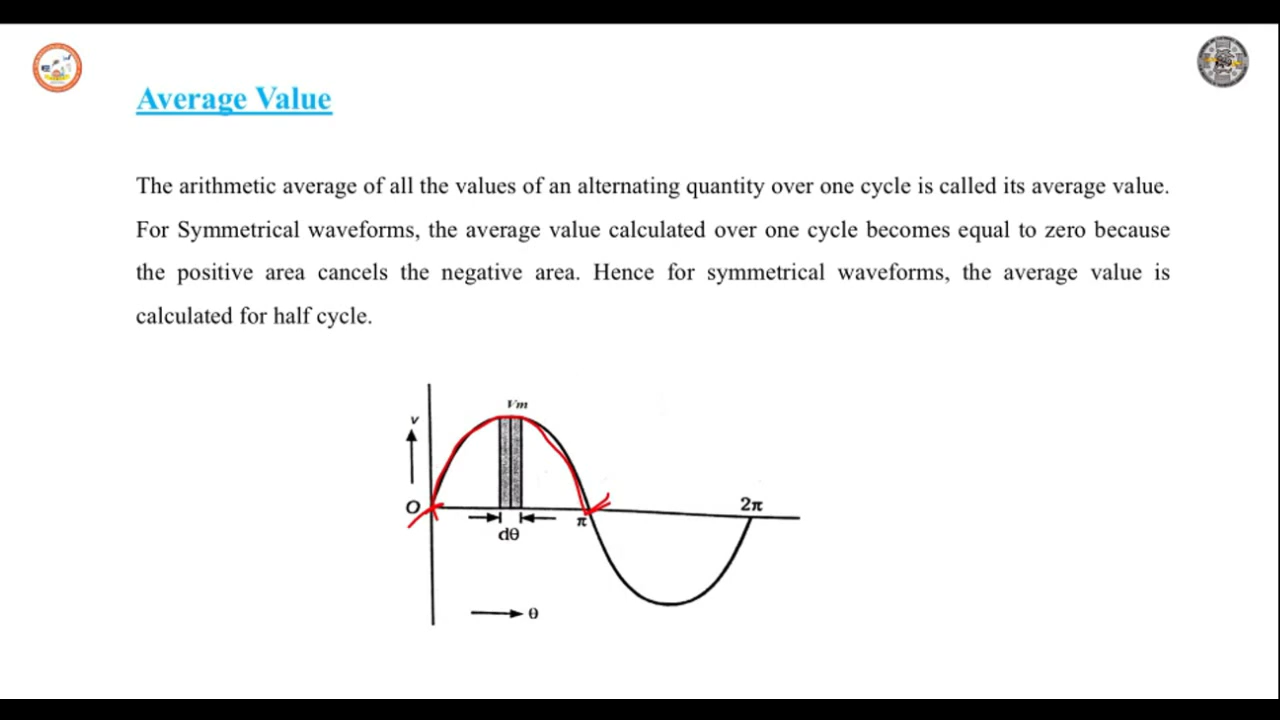 Average Value
The arithmetic average of all the values of an alternating quantity over one cycle is called its average value.
For Symmetrical waveforms, the average value calculated over one cycle becomes equal to zero because
the positive area cancels the negative area. Hence for symmetrical waveforms, the average value is
calculated for half cycle.
Vm
v
O
π
2π
dθ
θ